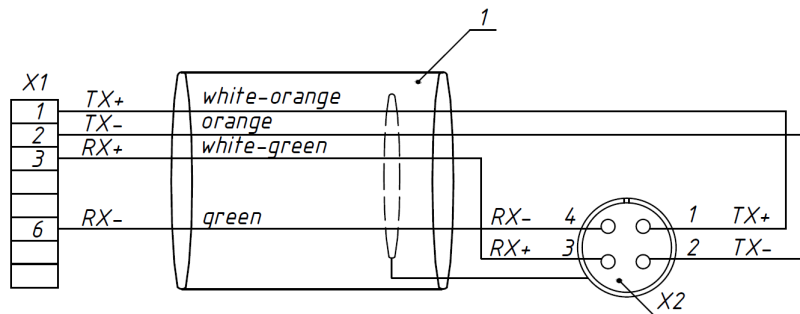 1
X1
1 TX+ white-orange
2 TX- orange
3 RX+ white-green
6 RX- green RX- 4 1 TX+
RX+ 3 2 TX-
X2